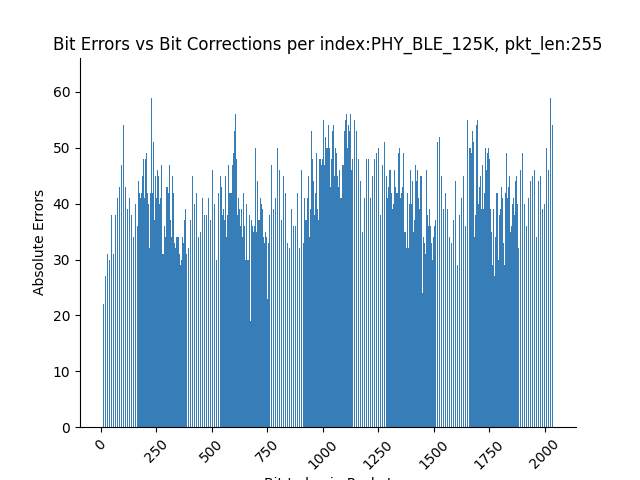 Bit Errors vs Bit Corrections per index:PHY_BLE_125K, pkt_len:255
Absolute Errors
60
50
40
30
20
10
0
0 250 500 750 1000 1250 1500 1750 2000